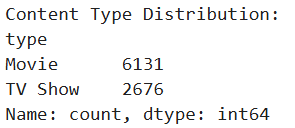 Content Type Distribution:
type
Movie      6131
TV Show    2676
Name: count, dtype: int64